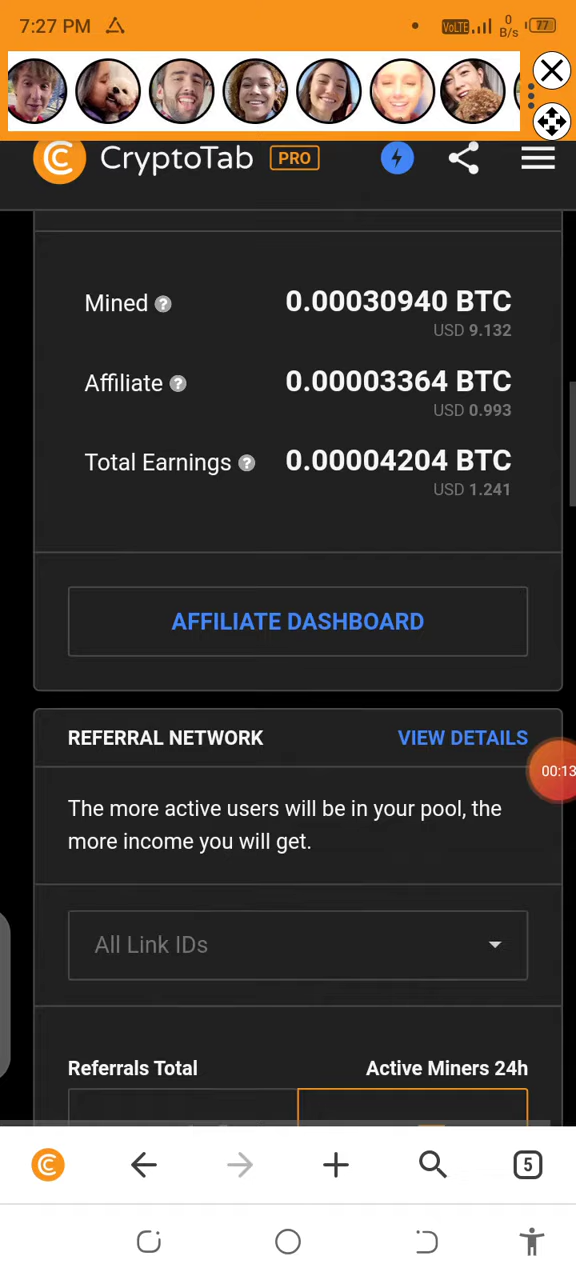 7:27 PM
VoLTE 0 B/s 77
CryptoTab PRO
Mined ? 0.00030940 BTC
USD 9.132
Affiliate ? 0.00003364 BTC
USD 0.993
Total Earnings ? 0.00004204 BTC
USD 1.241
AFFILIATE DASHBOARD
REFERRAL NETWORK VIEW DETAILS
00:13
The more active users will be in your pool, the
more income you will get.
All Link IDs
Referrals Total Active Miners 24h
5